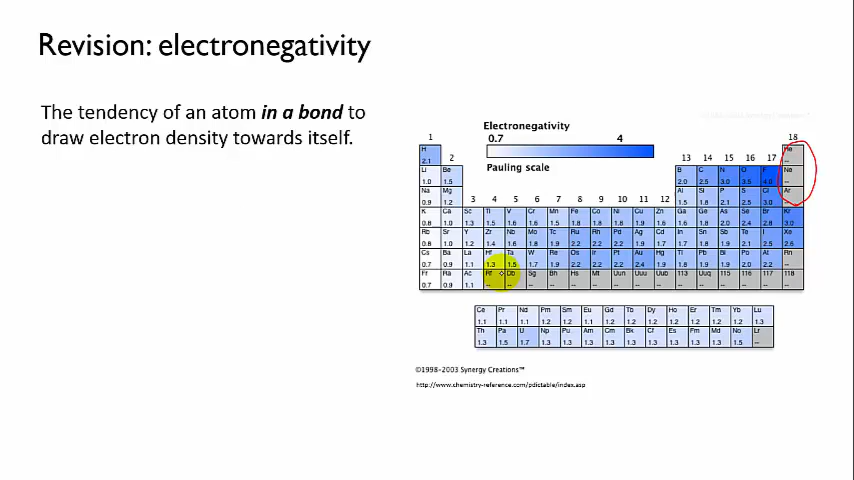 Revision: electronegativity
The tendency of an atom in a bond to
draw electron density towards itself.
Electronegativity
0.7 4
Pauling scale
1 18
H He
2.1 --
2 13 14 15 16 17
Li Be B C N O F Ne
1.0 1.5 2.0 2.5 3.0 3.5 4.0 --
Na Mg Al Si P S Cl Ar
0.9 1.2 1.5 1.8 2.1 2.5 3.0 --
3 4 5 6 7 8 9 10 11 12
K Ca Sc Ti V Cr Mn Fe Co Ni Cu Zn Ga Ge As Se Br Kr
0.8 1.0 1.3 1.5 1.6 1.6 1.5 1.8 1.8 1.8 1.9 1.6 1.6 1.8 2.0 2.4 2.8 3.0
Rb Sr Y Zr Nb Mo Tc Ru Rh Pd Ag Cd In Sn Sb Te I Xe
0.8 1.0 1.2 1.4 1.6 1.8 1.9 2.2 2.2 2.2 1.9 1.7 1.7 1.8 1.9 2.1 2.5 2.6
Cs Ba La Hf Ta W Re Os Ir Pt Au Hg Tl Pb Bi Po At Rn
0.7 0.9 1.1 1.3 1.5 1.7 1.9 2.2 2.2 2.2 2.4 1.9 1.8 1.9 1.9 2.0 2.2 --
Fr Ra Ac Rf Db Sg Bh Hs Mt Uun Uuu Uub 113 Uuq 115 116 117 118
0.7 0.9 1.1 -- -- -- -- -- -- -- -- -- -- -- -- -- -- --
Ce Pr Nd Pm Sm Eu Gd Tb Dy Ho Er Tm Yb Lu
1.1 1.1 1.1 1.2 1.2 1.1 1.2 1.2 1.2 1.2 1.2 1.2 1.2 1.3
Th Pa U Np Pu Am Cm Bk Cf Es Fm Md No Lr
1.3 1.5 1.7 1.3 1.3 1.3 1.3 1.3 1.3 1.3 1.3 1.3 1.5 --
©1998-2003 Synergy Creations™
http://www.chemistry-reference.com/pdictable/index.asp